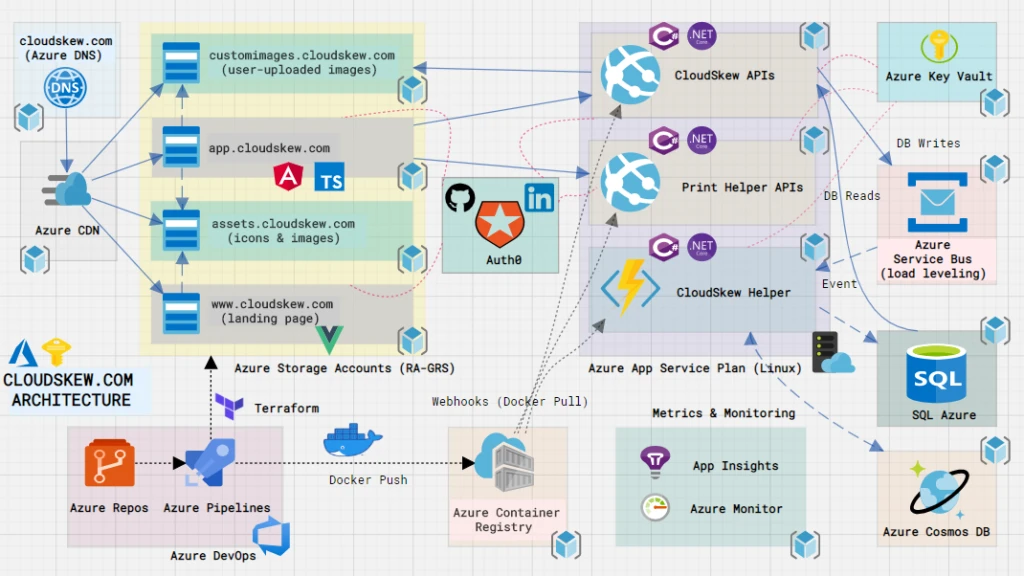 cloudskew.com
(Azure DNS)
DNS
Azure CDN
customimages.cloudskew.com
(user-uploaded images)
app.cloudskew.com
TS
assets.cloudskew.com
(icons & images)
www.cloudskew.com
(landing page)
Azure Storage Accounts (RA-GRS)
in
Auth0
C#
.NET
Core
CloudSkew APIs
C#
.NET
Core
Print Helper APIs
C#
.NET
Core
CloudSkew Helper
Azure App Service Plan (Linux)
Azure Key Vault
DB Writes
DB Reads
Azure
Service Bus
(load leveling)
Event
SQL
SQL Azure
Azure Cosmos DB
CLOUDSKEW.COM
ARCHITECTURE
Terraform
Azure Repos
Azure Pipelines
Azure DevOps
Docker Push
Webhooks (Docker Pull)
Azure Container
Registry
Metrics & Monitoring
App Insights
Azure Monitor